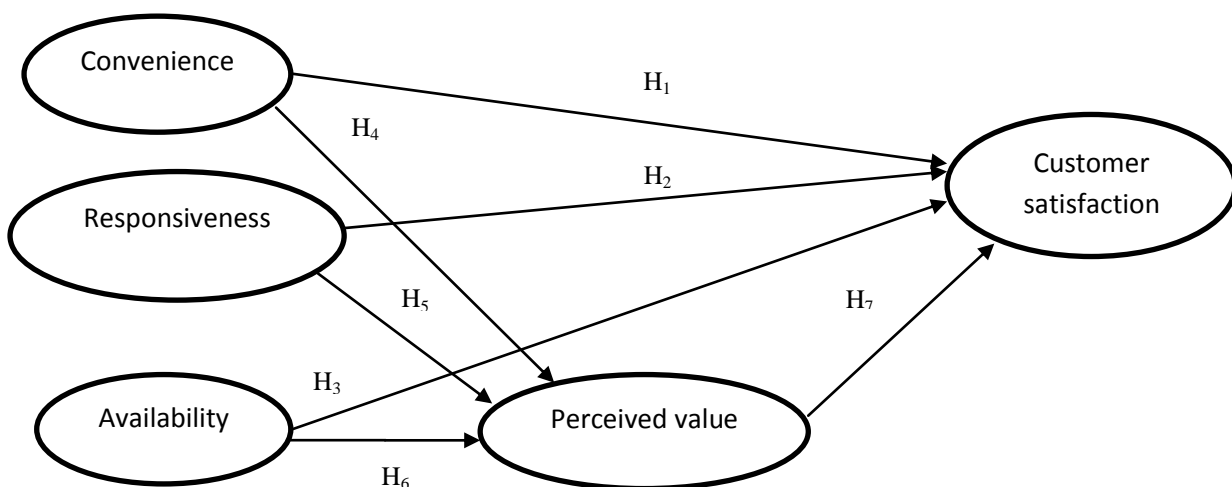 Convenience
H₁
H₄
Customer
satisfaction
H₂
Responsiveness
H₅
H₇
H₃
Availability
Perceived value
H₆